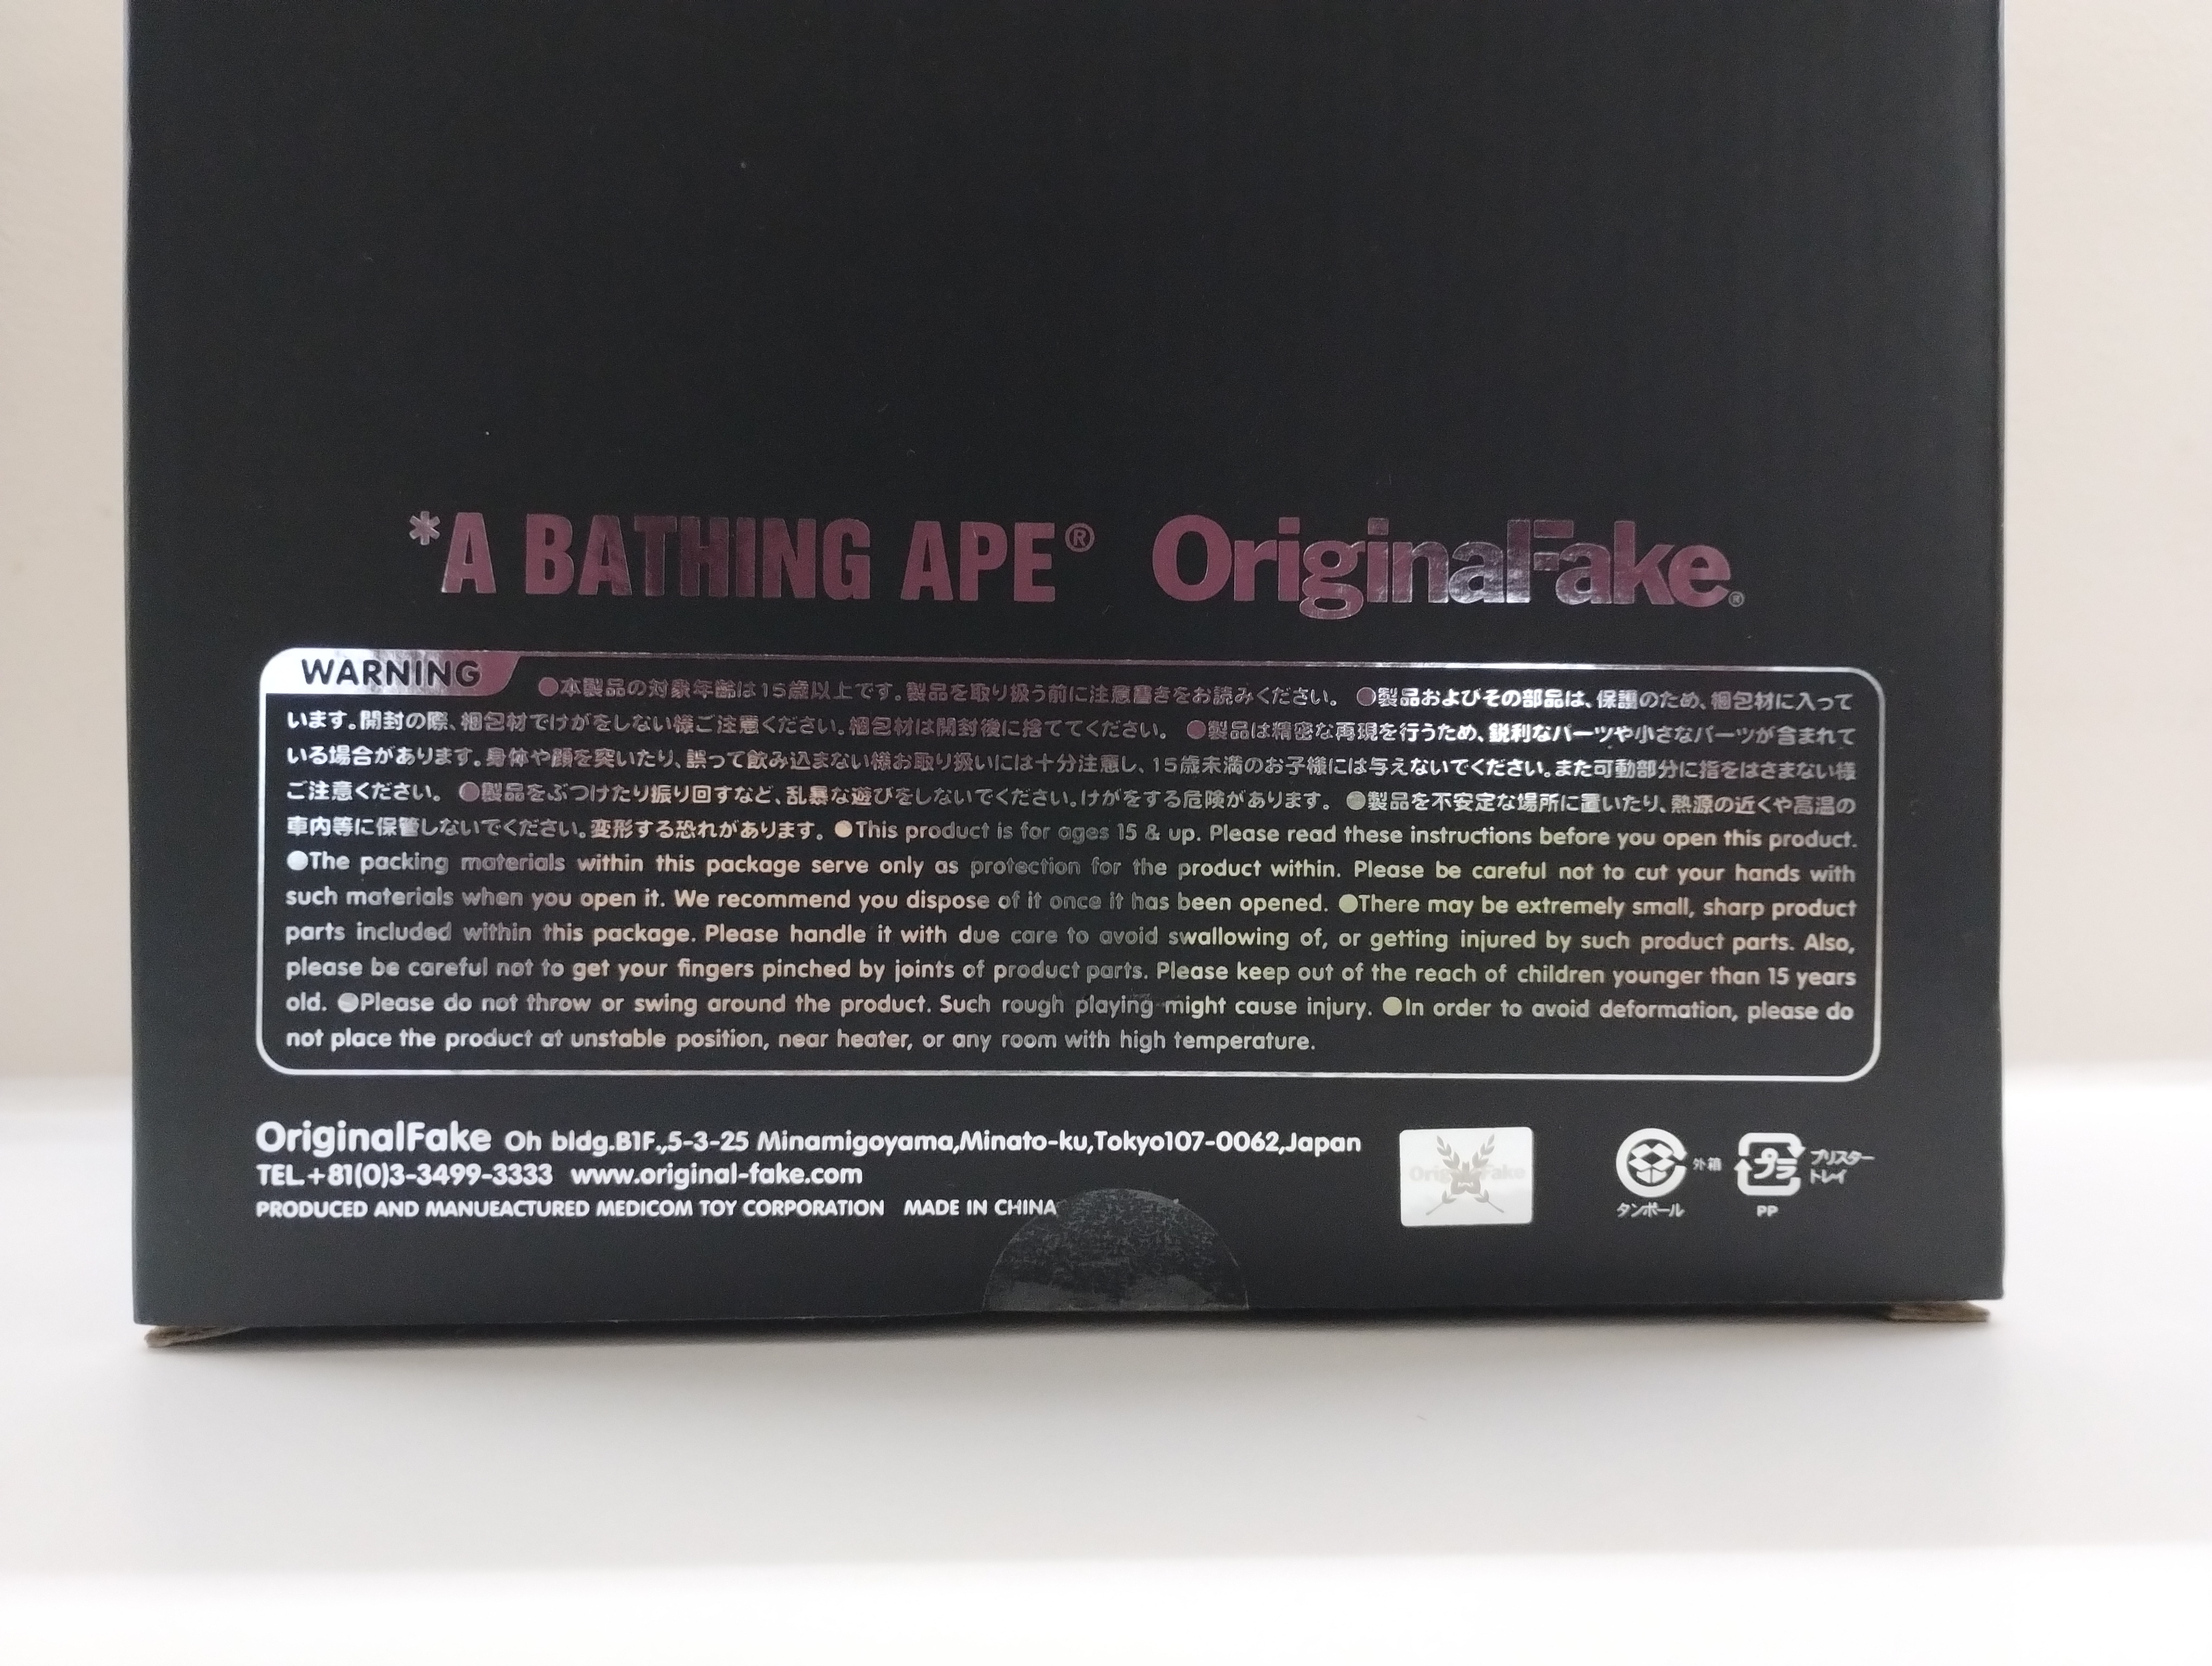 *A BATHING APE® OriginalFake®
WARNING
●本製品の対象年齢は15歳以上です。製品を取り扱う前に注意書きをお読みください。 ●製品およびその部品は、保護のため、梱包材に入って
います。開封の際、梱包材でけがをしない様ご注意ください。梱包材は開封後に捨ててください。 ●製品は精密な再現を行うため、鋭利なパーツや小さなパーツが含まれて
いる場合があります。身体や顔を突いたり、誤って飲み込まない様お取り扱いには十分注意し、15歳未満のお子様には与えないでください。また可動部分に指をはさまない様
ご注意ください。 ●製品をぶつけたり振り回すなど、乱暴な遊びをしないでください。けがをする危険があります。 ●製品を不安定な場所に置いたり、熱源の近くや高温の
車内等に保管しないでください。変形する恐れがあります。 ●This product is for ages 15 & up. Please read these instructions before you open this product.
●The packing materials within this package serve only as protection for the product within. Please be careful not to cut your hands with
such materials when you open it. We recommend you dispose of it once it has been opened. ●There may be extremely small, sharp product
parts included within this package. Please handle it with due care to avoid swallowing of, or getting injured by such product parts. Also,
please be careful not to get your fingers pinched by joints of product parts. Please keep out of the reach of children younger than 15 years
old. ●Please do not throw or swing around the product. Such rough playing might cause injury. ●In order to avoid deformation, please do
not place the product at unstable position, near heater, or any room with high temperature.
OriginalFake Oh bldg.B1F.,5-3-25 Minamigoyama,Minato-ku,Tokyo107-0062,Japan
TEL.+81(0)3-3499-3333 www.original-fake.com
PRODUCED AND MANUEACTURED MEDICOM TOY CORPORATION MADE IN CHINA
OriginalFake
外箱
ダンボール
プラ
ブリスター
トレイ
PP